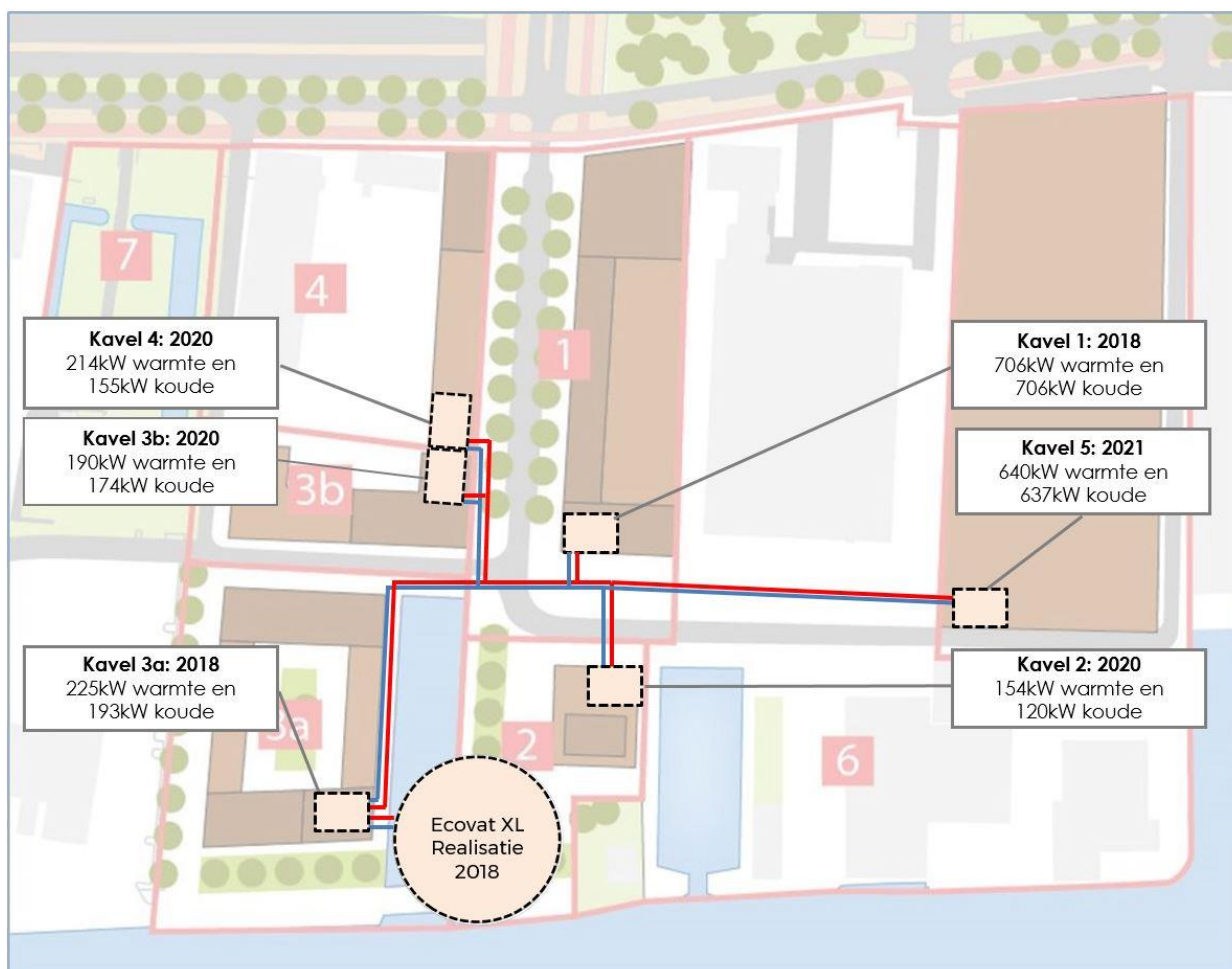 7
4
1
Kavel 4: 2020
214kW warmte en
155kW koude
Kavel 1: 2018
706kW warmte en
706kW koude
Kavel 3b: 2020
190kW warmte en
174kW koude
3b
Kavel 5: 2021
640kW warmte en
637kW koude
Kavel 3a: 2018
225kW warmte en
193kW koude
3a
2
Kavel 2: 2020
154kW warmte en
120kW koude
6
Ecovat XL
Realisatie
2018